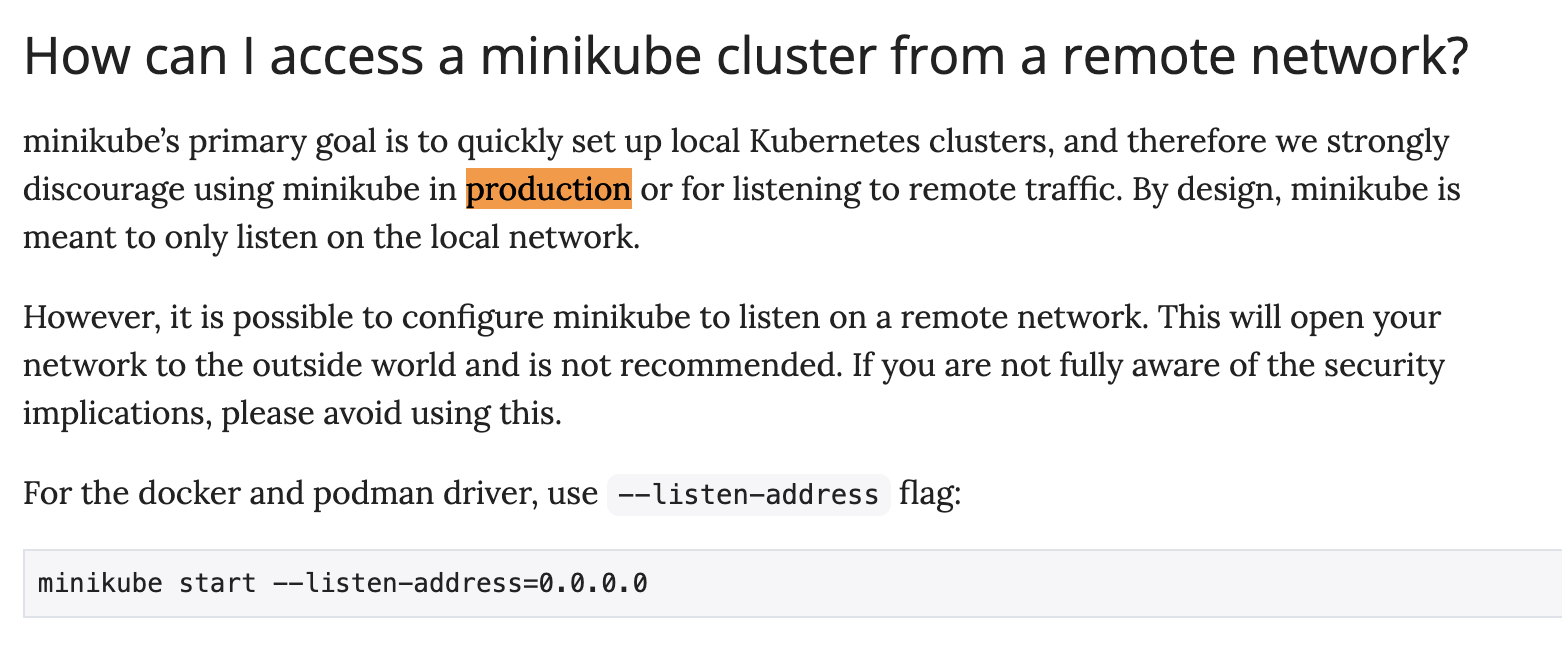 How can I access a minikube cluster from a remote network?
minikube’s primary goal is to quickly set up local Kubernetes clusters, and therefore we strongly
discourage using minikube in production or for listening to remote traffic. By design, minikube is
meant to only listen on the local network.
However, it is possible to configure minikube to listen on a remote network. This will open your
network to the outside world and is not recommended. If you are not fully aware of the security
implications, please avoid using this.
For the docker and podman driver, use --listen-address flag:
minikube start --listen-address=0.0.0.0